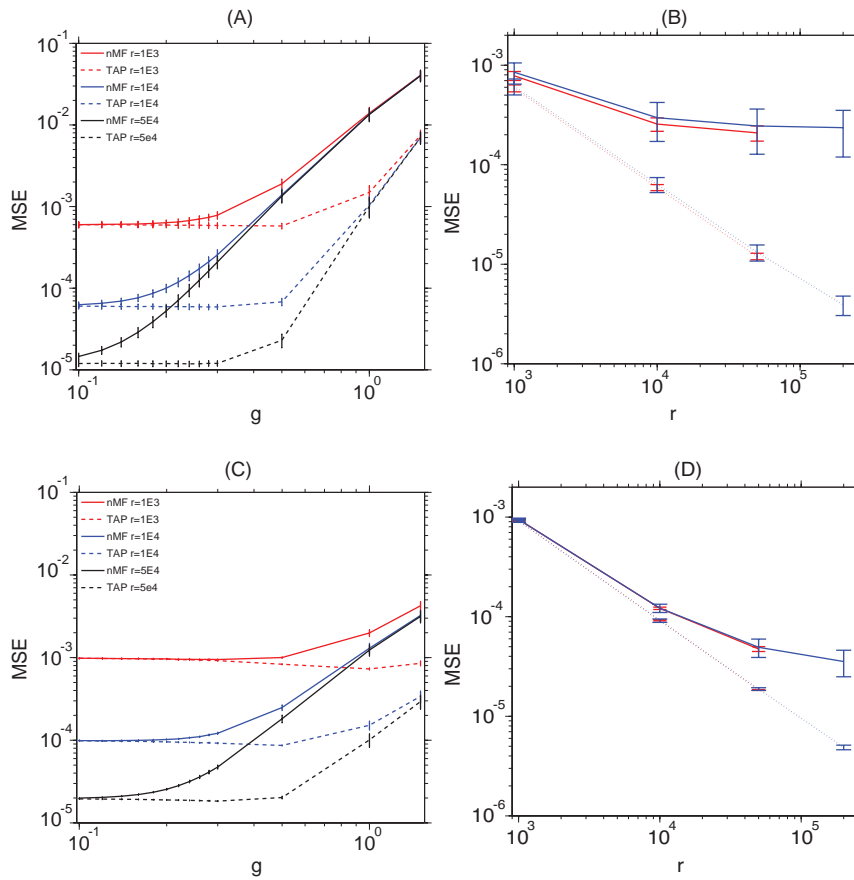 (A)
10^-1
10^-2
10^-3
10^-4
10^-5
MSE
nMF r=1E3
TAP r=1E3
nMF r=1E4
TAP r=1E4
nMF r=5E4
TAP r=5e4
10^-1
10^0
g
(B)
10^-3
10^-4
10^-5
10^-6
MSE
10^3
10^4
10^5
r
(C)
10^-1
10^-2
10^-3
10^-4
10^-5
MSE
nMF r=1E3
TAP r=1E3
nMF r=1E4
TAP r=1E4
nMF r=5E4
TAP r=5e4
10^-1
10^0
g
(D)
10^-3
10^-4
10^-5
10^-6
MSE
10^3
10^4
10^5
r